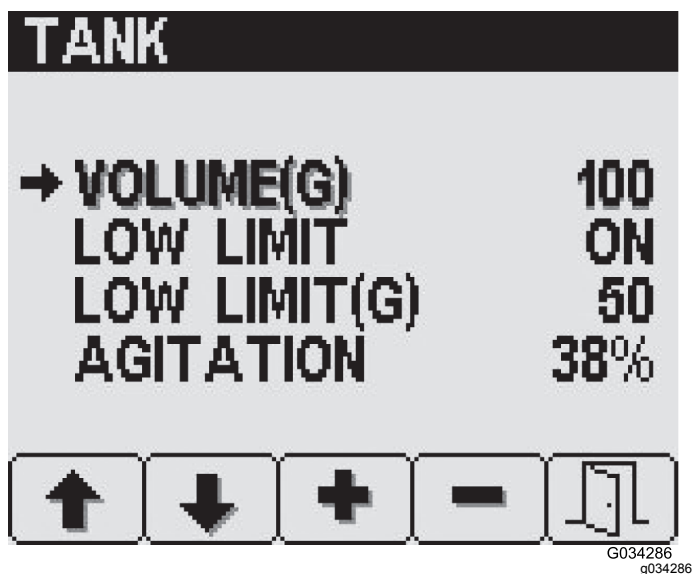 TANK
VOLUME(G) 100
LOW LIMIT ON
LOW LIMIT(G) 50
AGITATION 38%
G034286
g034286